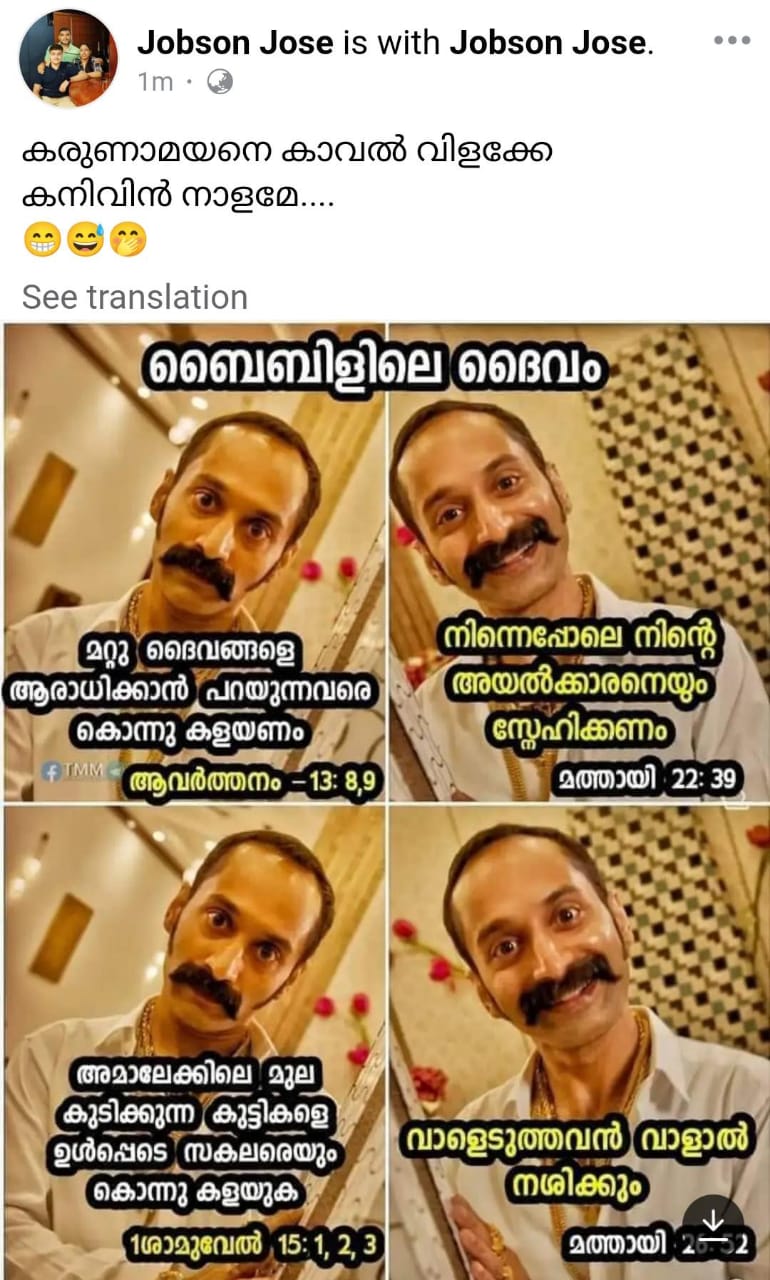 Jobson Jose is with Jobson Jose.
1m
കരുണാമയനെ കാവൽ വിളക്കേ
കനിവിൻ നാളമേ....
😁😅🤭
See translation
ബൈബിളിലെ ദൈവം
മറ്റു ദൈവങ്ങളെ
ആരാധിക്കാൻ പറയുന്നവരെ
കൊന്നു കളയണം
TMM
ആവർത്തനം -13: 8,9
നിന്നെപ്പോലെ നിന്റെ
അയൽക്കാരനെയും
സ്നേഹിക്കണം
മത്തായി 22: 39
അമാലേക്കിലെ മുല
കുടിക്കുന്ന കുട്ടികളെ
ഉൾപ്പെടെ സകലരെയും
കൊന്നു കളയുക
1ശാമുവേൽ 15: 1, 2, 3
വാളെടുത്തവൻ വാളാൽ
നശിക്കും
മത്തായി